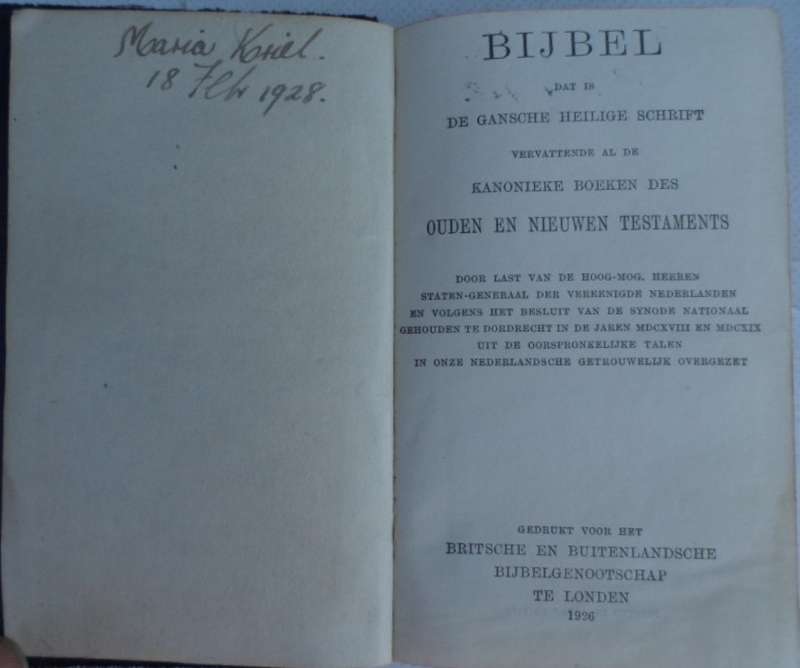 Maria Kriel.
18 Feb 1928.
BIJBEL
DAT IS
DE GANSCHE HEILIGE SCHRIFT
VERVATTENDE AL DE
KANONIEKE BOEKEN DES
OUDEN EN NIEUWEN TESTAMENTS
DOOR LAST VAN DE HOOG-MOG. HEEREN
STATEN-GENERAAL DER VEREENIGDE NEDERLANDEN
EN VOLGENS HET BESLUIT VAN DE SYNODE NATIONAAL
GEHOUDEN TE DORDRECHT IN DE JAREN MDCXVIII EN MDCXIX
UIT DE OORSPRONKELIJKE TALEN
IN ONZE NEDERLANDSCHE GETROUWELIJK OVERGEZET
GEDRUKT VOOR HET
BRITSCHE EN BUITENLANDSCHE
BIJBELGENOOTSCHAP
TE LONDEN
1926